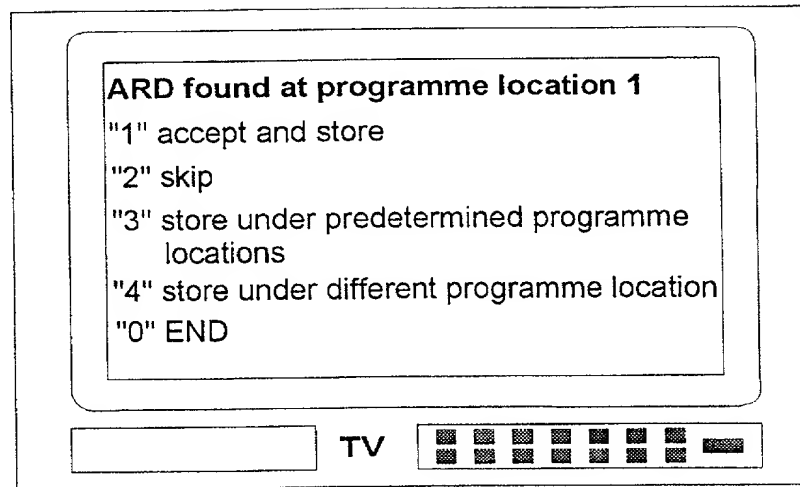 ARD found at programme location 1
"1" accept and store
"2" skip
"3" store under predetermined programme
locations
"4" store under different programme location
"0" END
TV